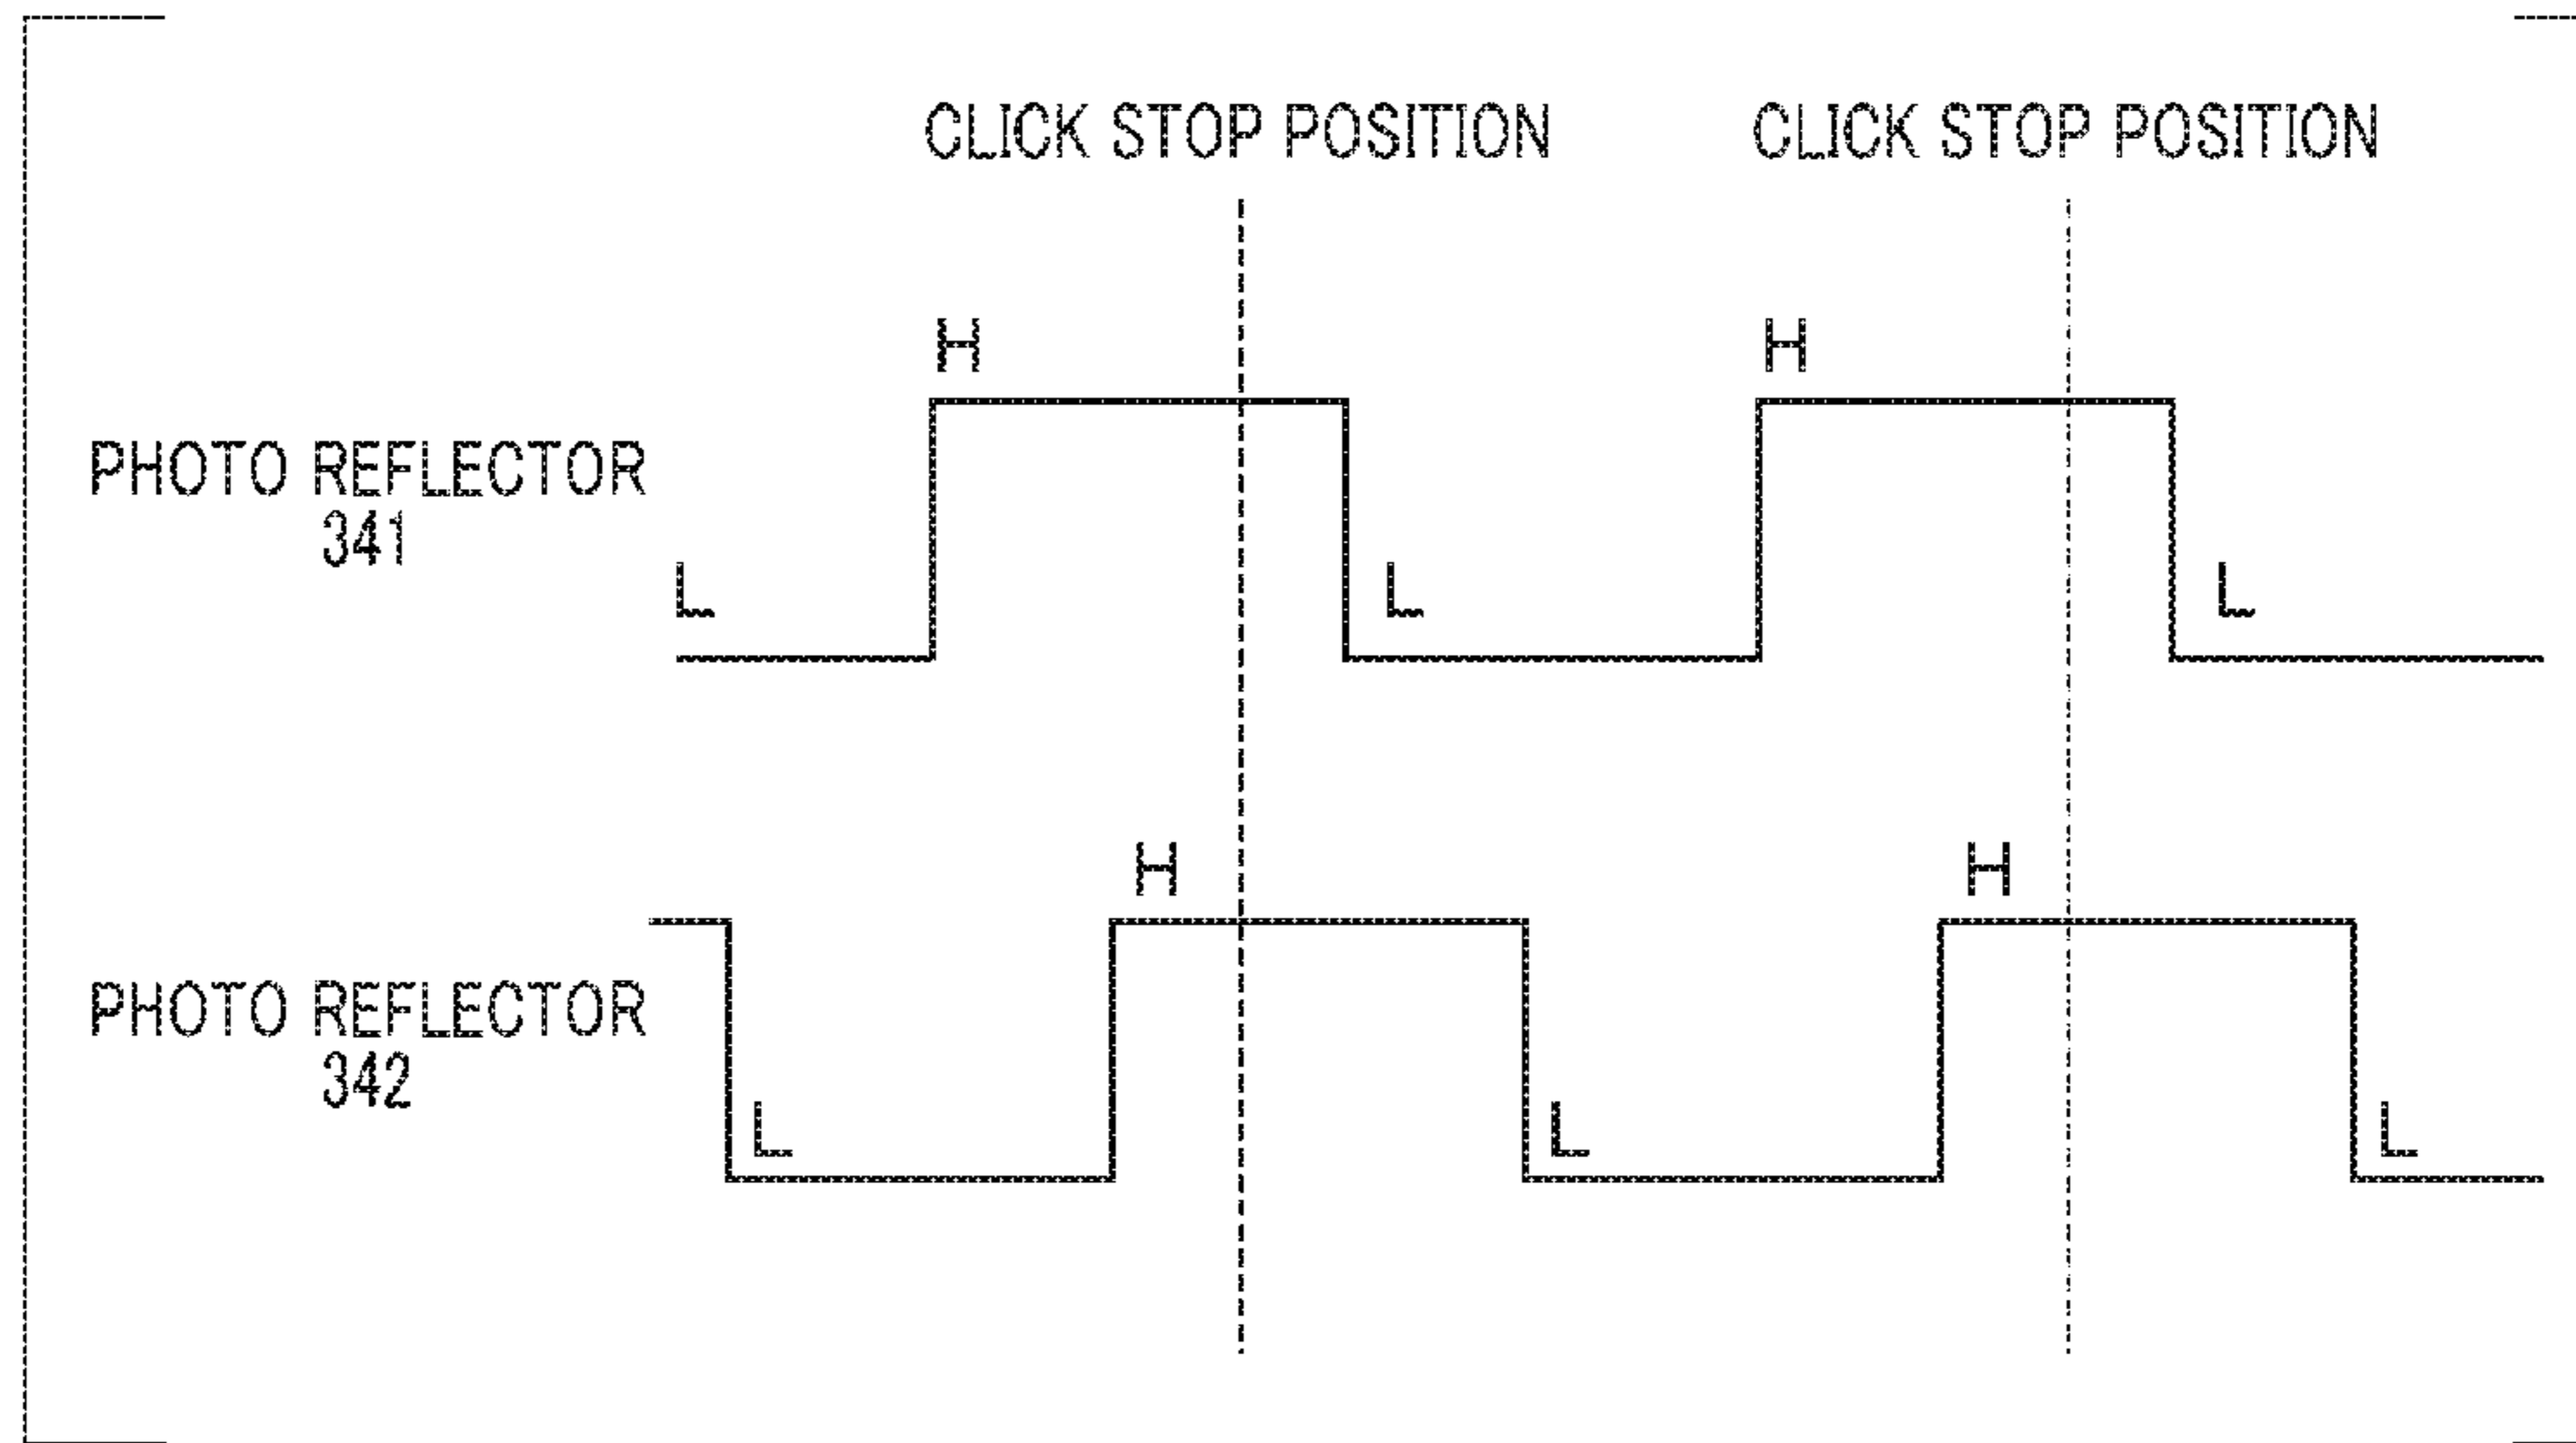 CLICK STOP POSITION CLICK STOP POSITION
H H
PHOTO REFLECTOR
341
L L L
H H
PHOTO REFLECTOR
342
L L L